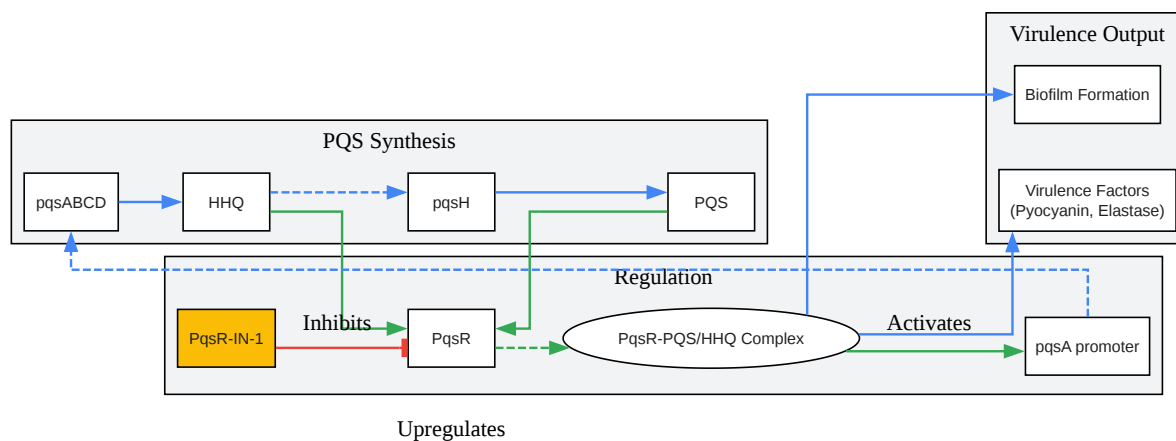 Virulence Output
Biofilm Formation
PQS Synthesis
pqsABCD
HHQ
pqsH
PQS
Virulence Factors
(Pyocyanin, Elastase)
Regulation
Inhibits
Activates
PqsR-IN-1
PqsR
PqsR-PQS/HHQ Complex
pqsA promoter
Upregulates